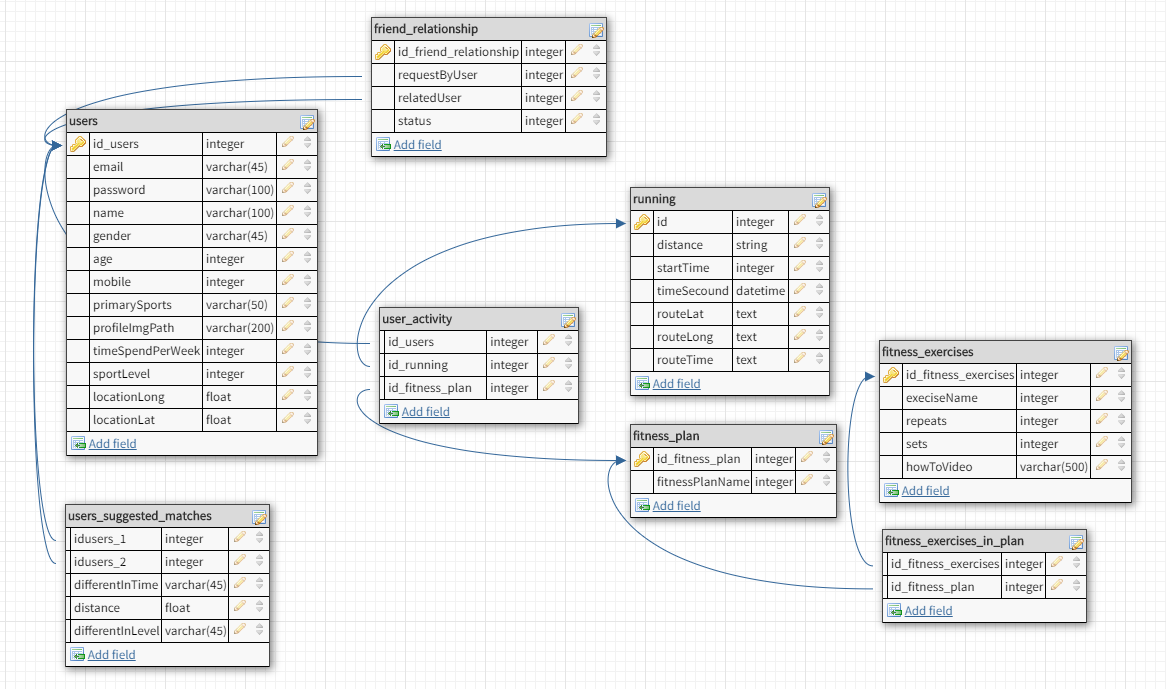 friend_relationship
id_friend_relationship integer
requestByUser integer
relatedUser integer
status integer
Add field
users
id_users integer
email varchar(45)
password varchar(100)
name varchar(100)
gender varchar(45)
age integer
mobile integer
primarySports varchar(50)
profileImgPath varchar(200)
timeSpendPerWeek integer
sportLevel integer
locationLong float
locationLat float
Add field
running
id integer
distance string
startTime integer
timeSecound datetime
routeLat text
routeLong text
routeTime text
Add field
user_activity
id_users integer
id_running integer
id_fitness_plan integer
Add field
fitness_exercises
id_fitness_exercises integer
execiseName integer
repeats integer
sets integer
howToVideo varchar(500)
Add field
fitness_plan
id_fitness_plan integer
fitnessPlanName integer
Add field
users_suggested_matches
idusers_1 integer
idusers_2 integer
differentInTime varchar(45)
distance float
differentInLevel varchar(45)
Add field
fitness_exercises_in_plan
id_fitness_exercises integer
id_fitness_plan integer
Add field